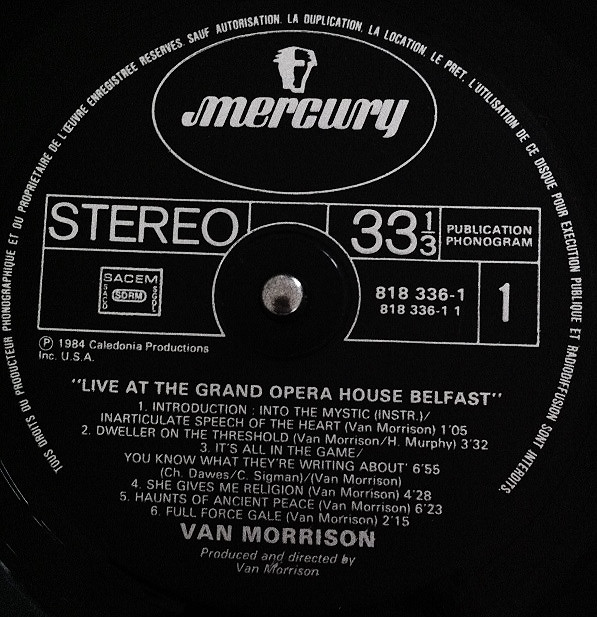 TOUS DROITS DU PRODUCTEUR PHONOGRAPHIQUE ET DU PROPRIETAIRE DE L'ŒUVRE ENREGISTREE RESERVES. SAUF AUTORISATION. LA DUPLICATION, LA LOCATION, LE PRET, L'UTILISATION DE CE DISQUE POUR EXECUTION PUBLIQUE ET RADIODIFFUSION SONT INTERDITS.
mercury
STEREO
33 1/3
PUBLICATION
PHONOGRAM
SACEM
SACD
SDRM
SGDL
818 336-1
818 336-1 1
1
℗ 1984 Caledonia Productions
Inc. U.S.A.
"LIVE AT THE GRAND OPERA HOUSE BELFAST"
1. INTRODUCTION : INTO THE MYSTIC (INSTR.)/
INARTICULATE SPEECH OF THE HEART (Van Morrison) 1'05
2. DWELLER ON THE THRESHOLD (Van Morrison/H. Murphy) 3'32
3. IT'S ALL IN THE GAME/
YOU KNOW WHAT THEY'RE WRITING ABOUT' 6'55
(Ch. Dawes/C. Sigman)/(Van Morrison)
4. SHE GIVES ME RELIGION (Van Morrison) 4'28
5. HAUNTS OF ANCIENT PEACE (Van Morrison) 6'23
6. FULL FORCE GALE (Van Morrison) 2'15
VAN MORRISON
Produced and directed by
Van Morrison